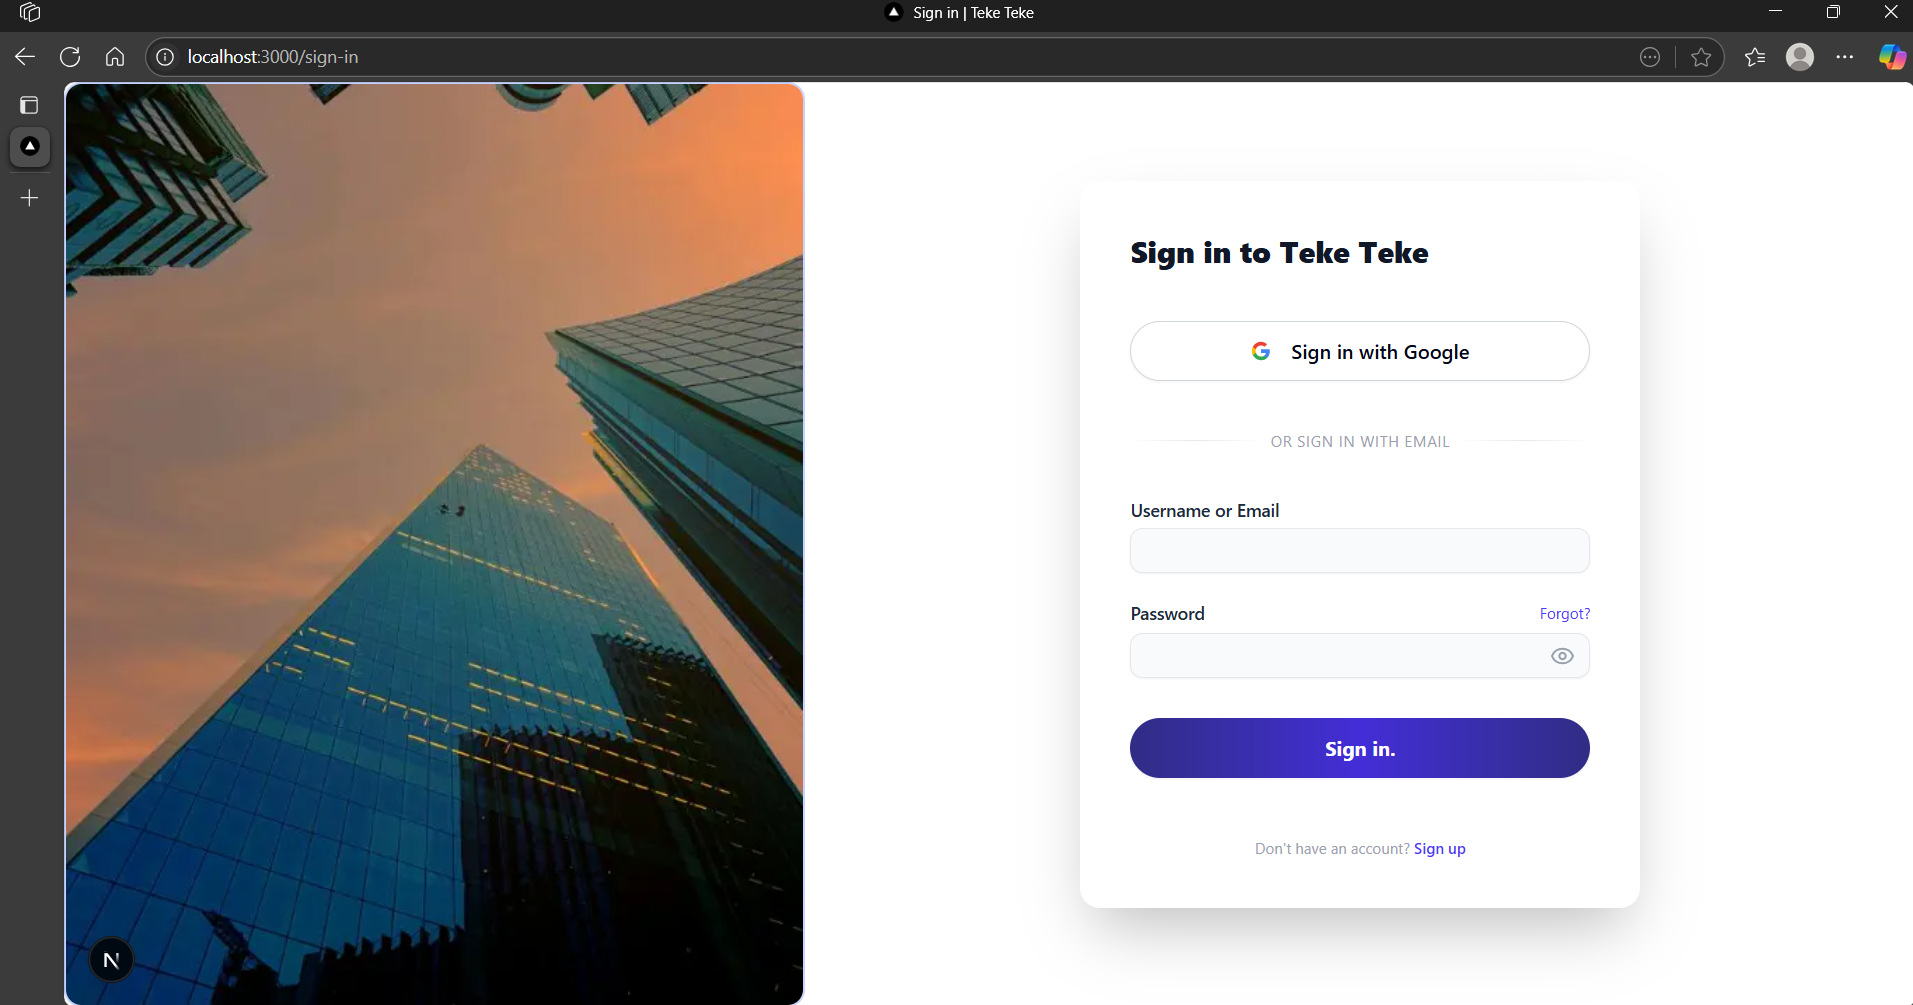 Sign in | Teke Teke
localhost:3000/sign-in
Sign in to Teke Teke
Sign in with Google
OR SIGN IN WITH EMAIL
Username or Email
Password
Forgot?
Sign in.
Don't have an account? Sign up
N